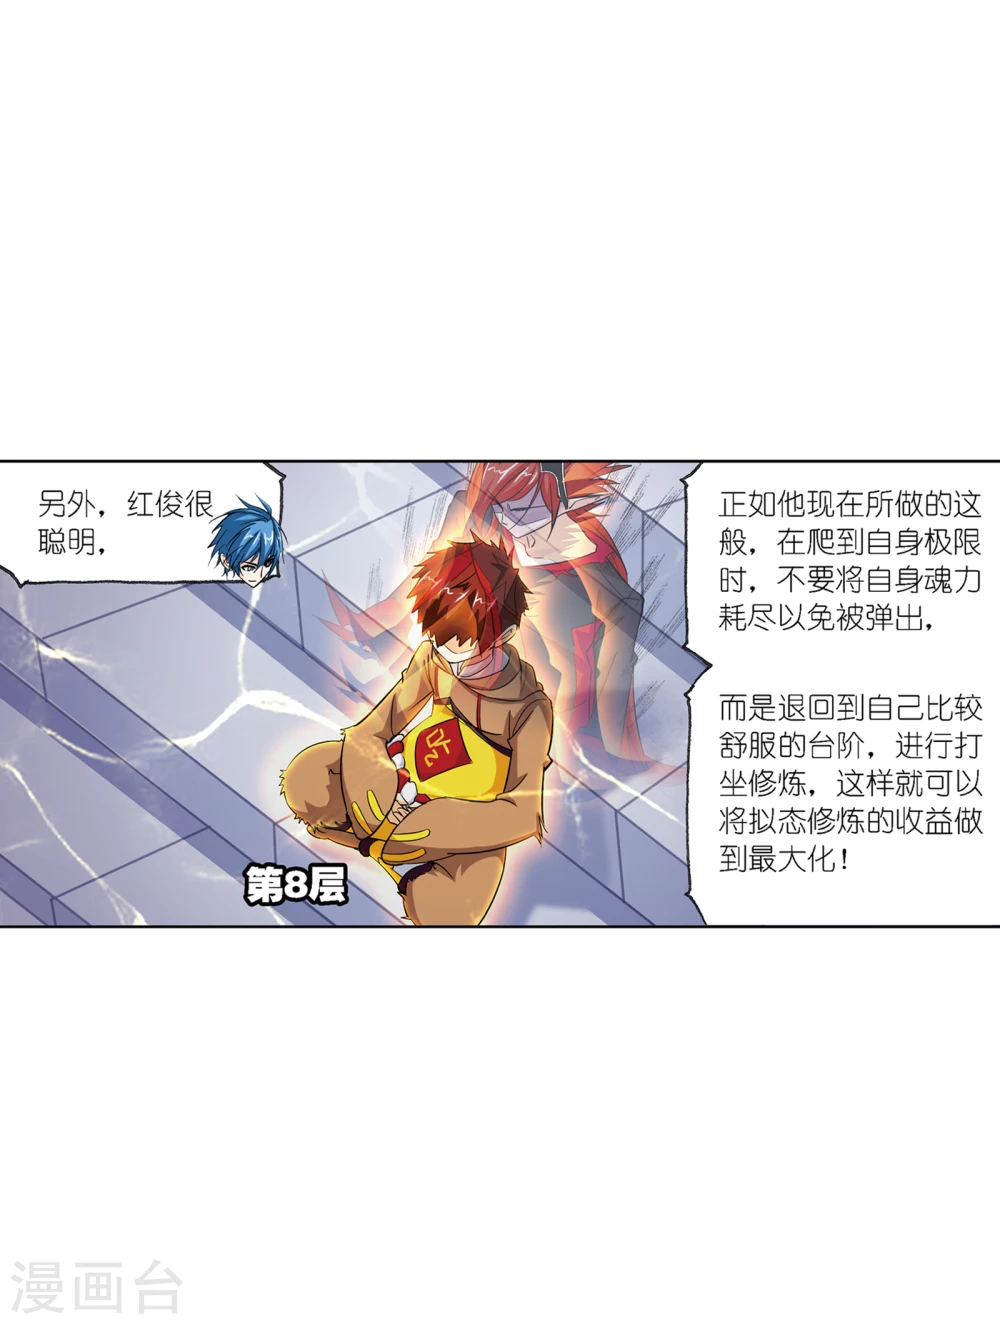 另外，红俊很
聪明，
正如他现在所做的这
般，在爬到自身极限
时，不要将自身魂力
耗尽以免被弹出，
而是退回到自己比较
舒服的台阶，进行打
坐修炼，这样就可以
将拟态修炼的收益做
到最大化！
吃
第8层
漫画台